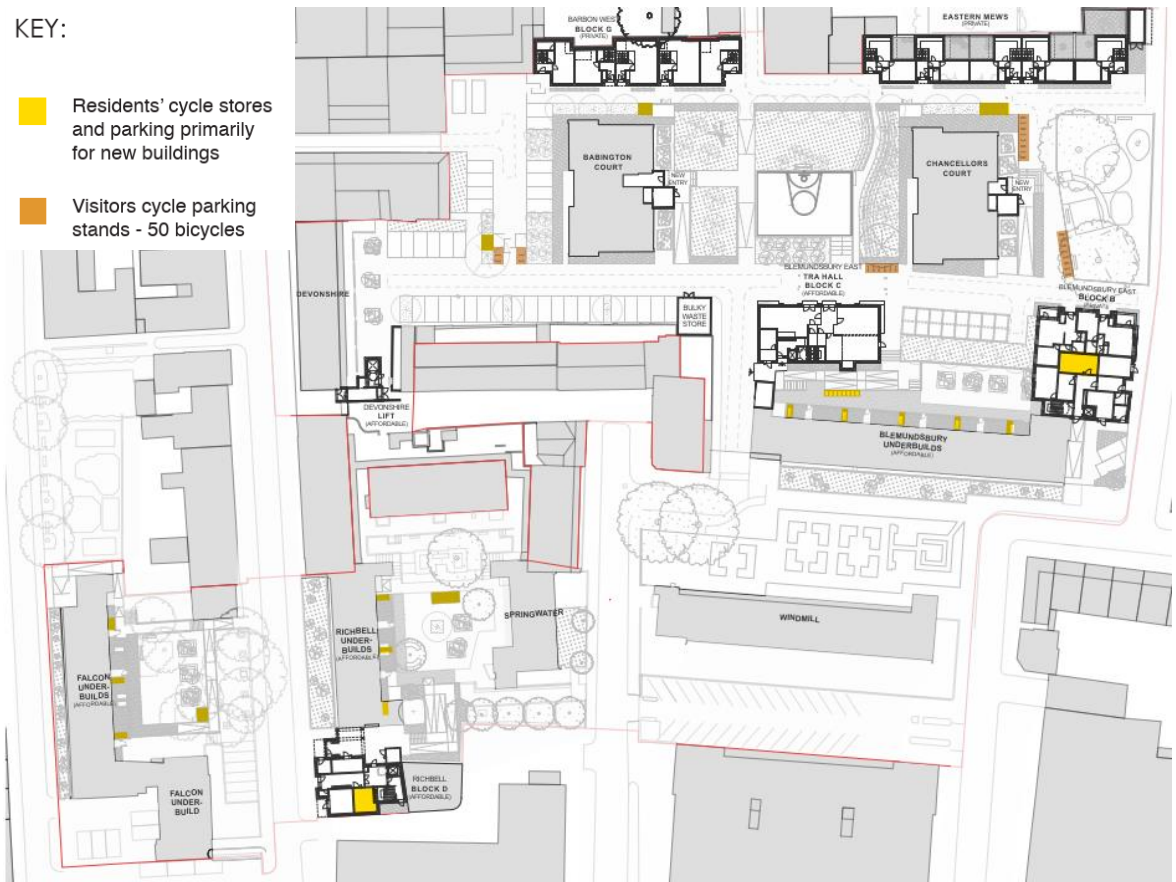 KEY:
Residents' cycle stores
and parking primarily
for new buildings
Visitors cycle parking
stands - 50 bicycles
BARBON WEST
BLOCK G
(PRIVATE)
EASTERN MEWS
(PRIVATE)
BABINGTON
COURT
NEW
ENTRY
CHANCELLORS
COURT
NEW
ENTRY
DEVONSHIRE
BLEMUNDSBURY EAST
TRA HALL
BLOCK C
(AFFORDABLE)
BLEMUNDSBURY EAST
BLOCK B
(PRIVATE)
BULKY
WASTE
STORE
DEVONSHIRE
LIFT
(AFFORDABLE)
BLEMUNDSBURY
UNDERBUILDS
(AFFORDABLE)
SPRINGWATER
WINDMILL
RICHBELL
UNDER-
BUILDS
(AFFORDABLE)
FALCON
UNDER-
BUILDS
(AFFORDABLE)
RICHBELL
BLOCK D
(AFFORDABLE)
FALCON
UNDER-
BUILD